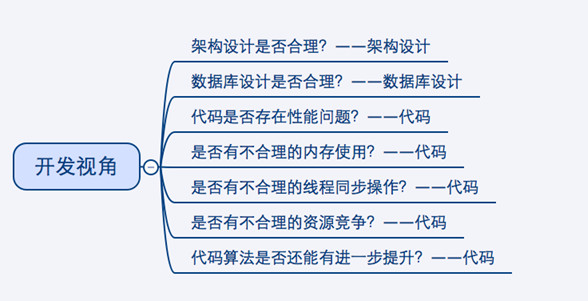 架构设计是否合理？——架构设计
数据库设计是否合理？——数据库设计
代码是否存在性能问题？——代码
开发视角
是否有不合理的内存使用？——代码
是否有不合理的线程同步操作？——代码
是否有不合理的资源竞争？——代码
代码算法是否还能有进一步提升？——代码